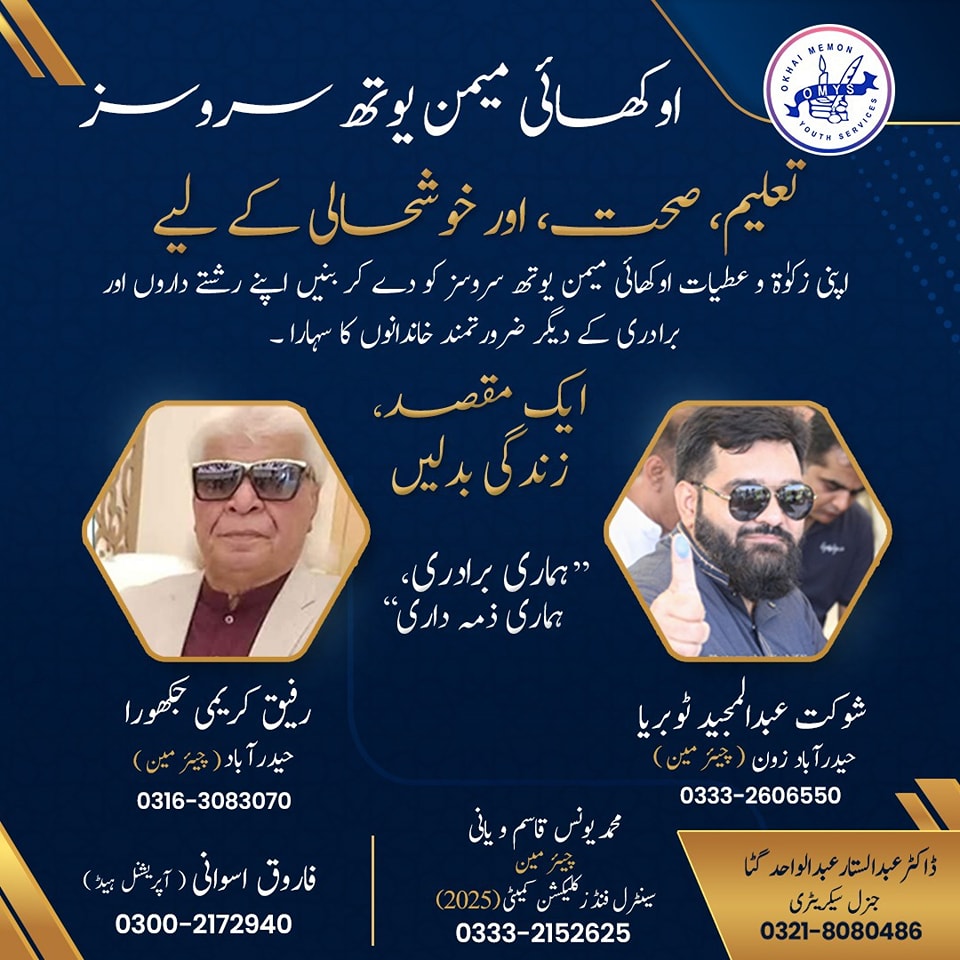 اوکھائی میمن یوتھ سروسز
OKHAI MEMON
OMYS
YOUTH SERVICES
تعلیم، صحت، اور خوشحالی کے لیے
اپنی زکوٰۃ و عطیات اوکھائی میمن یوتھ سروسز کو دے کر بنیں اپنے رشتے داروں اور
برادری کے دیگر ضرورتمند خاندانوں کا سہارا ۔
ایک مقصد،
زندگی بدلیں
”ہماری برادری،
ہماری ذمہ داری“
شوکت عبدالمجید ٹوبریا
حیدرآباد زون (چیئرمین)
0333-2606550
رفیق کریمی جکھورا
حیدرآباد (چیئرمین)
0316-3083070
ڈاکٹر عبدالستار عبدالواحد گٹا
جنرل سیکریٹری
0321-8080486
محمد یونس قاسم ویانی
چیئرمین
سینٹرل فنڈز کلیکشن کمیٹی (2025)
0333-2152625
فاروق اسوانی (آپریشنل ہیڈ)
0300-2172940